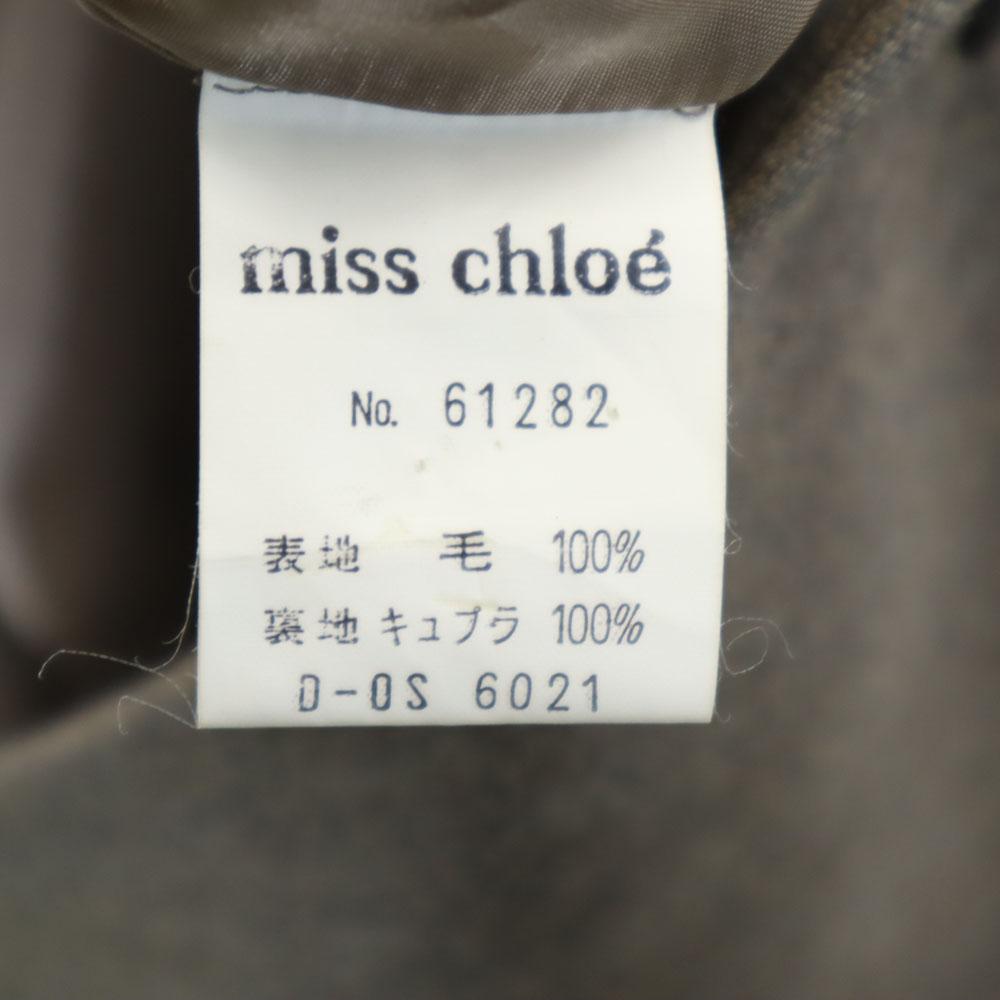 miss chloé
No. 61282
表地 毛 100%
裏地 キュプラ 100%
D-OS 6021